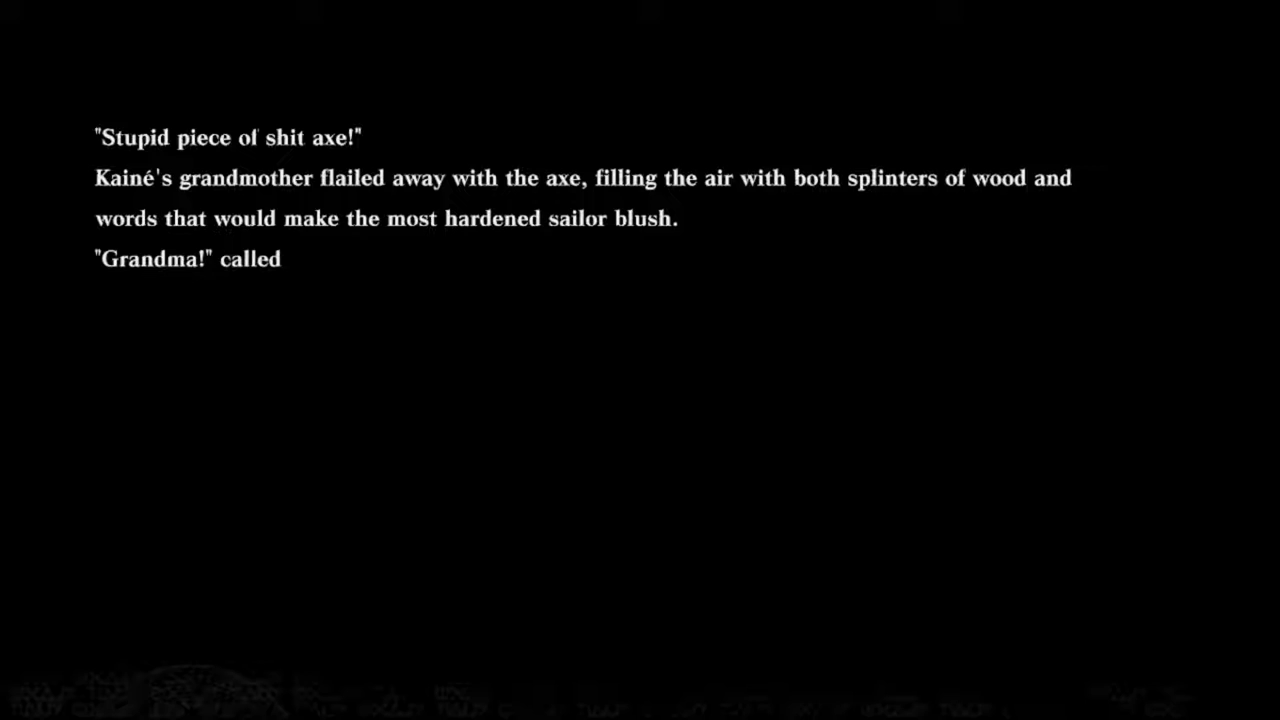 "Stupid piece of shit axe!"
Kainé's grandmother flailed away with the axe, filling the air with both splinters of wood and
words that would make the most hardened sailor blush.
"Grandma!" called